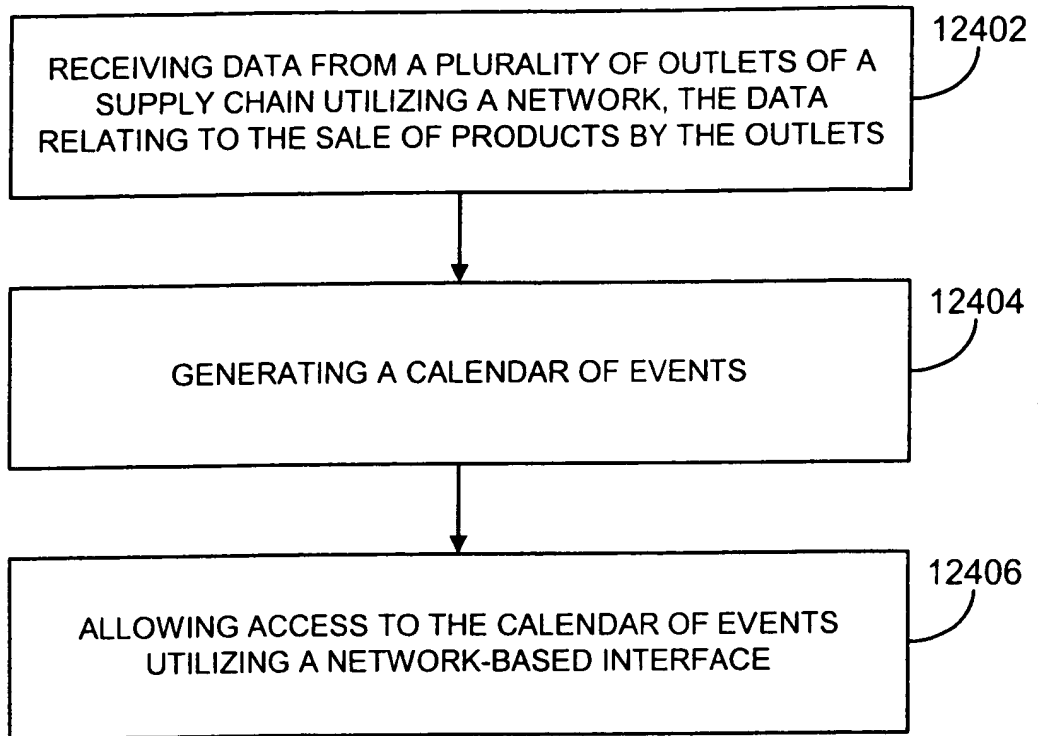 12402
RECEIVING DATA FROM A PLURALITY OF OUTLETS OF A
SUPPLY CHAIN UTILIZING A NETWORK, THE DATA
RELATING TO THE SALE OF PRODUCTS BY THE OUTLETS
12404
GENERATING A CALENDAR OF EVENTS
12406
ALLOWING ACCESS TO THE CALENDAR OF EVENTS
UTILIZING A NETWORK-BASED INTERFACE